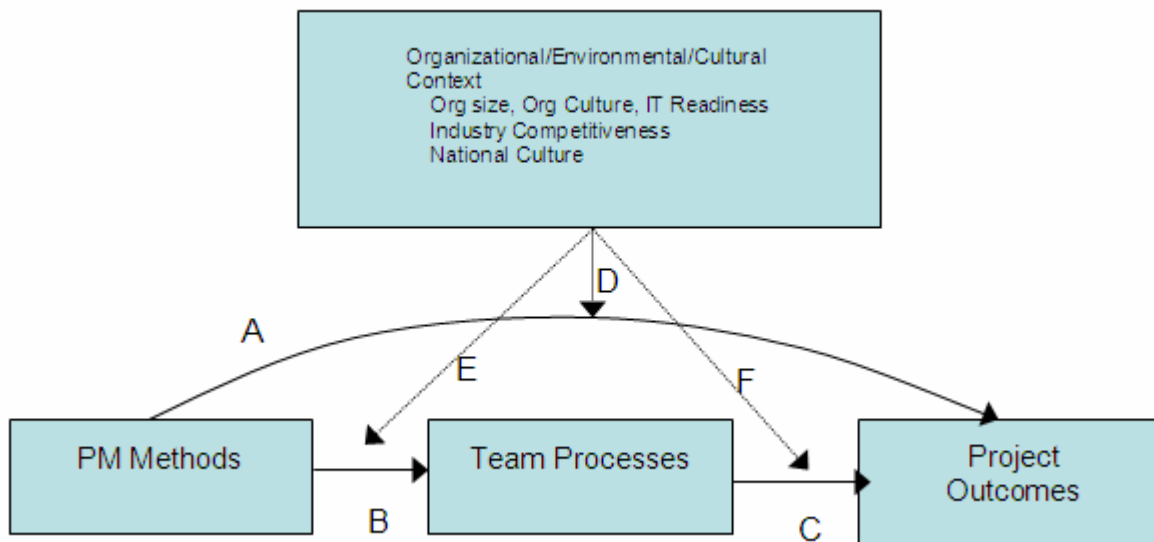 Organizational/Environmental/Cultural
Context
Org size, Org Culture, IT Readiness
Industry Competitiveness
National Culture
D
A
E
F
PM Methods
Team Processes
Project
Outcomes
B
C